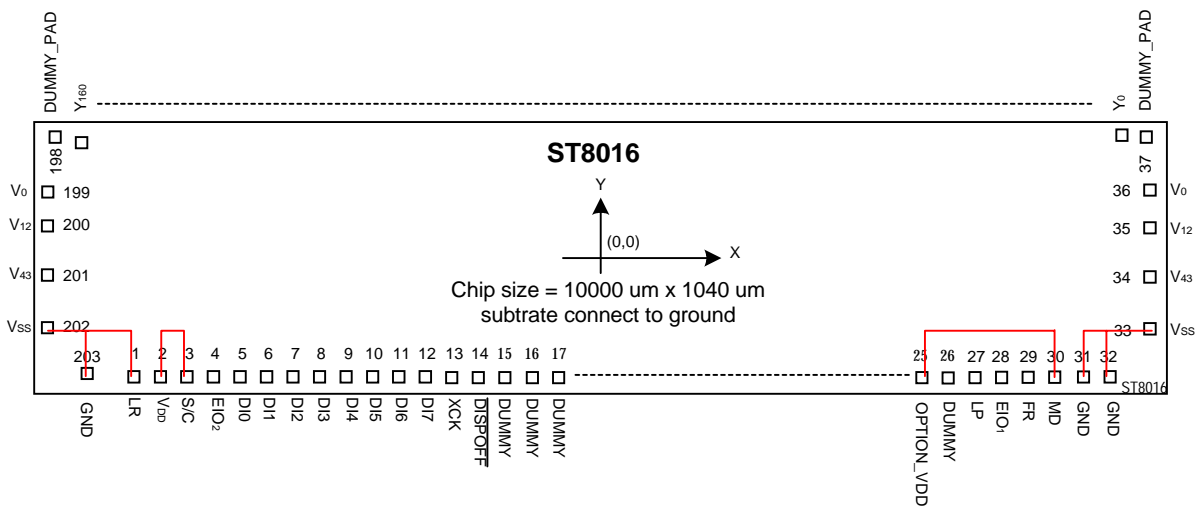 DUMMY_PAD
Y160
Y0
DUMMY_PAD
198
ST8016
37
V0 199
Y
36 V0
V12 200
35 V12
(0,0)
X
V43 201
34 V43
Chip size = 10000 um x 1040 um
subtrate connect to ground
VSS 202
33 VSS
203 1 2 3 4 5 6 7 8 9 10 11 12 13 14 15 16 17 25 26 27 28 29 30 31 32
ST8016
GND LR VDD S/C EIO2 DI0 DI1 DI2 DI3 DI4 DI5 DI6 DI7 XCK DISPOFF DUMMY DUMMY DUMMY OPTION_VDD DUMMY LP EIO1 FR MD GND GND